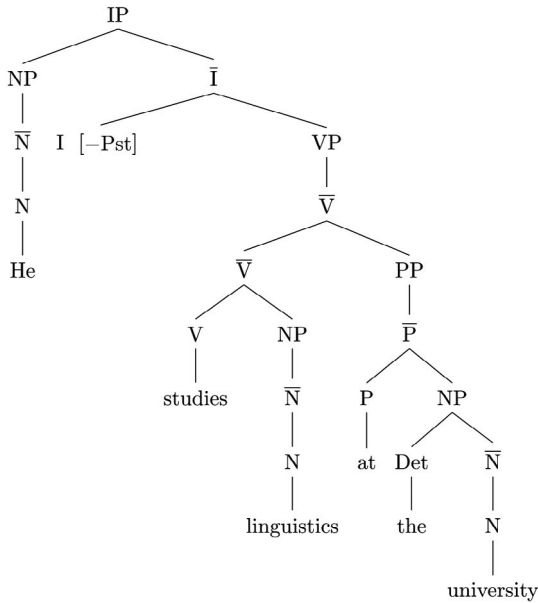 IP
NP Ī
N̅ I [−Pst] VP
N V̅
He V̅ PP
V NP P̅
studies N̅ P NP
N at Det N̅
linguistics the N
university